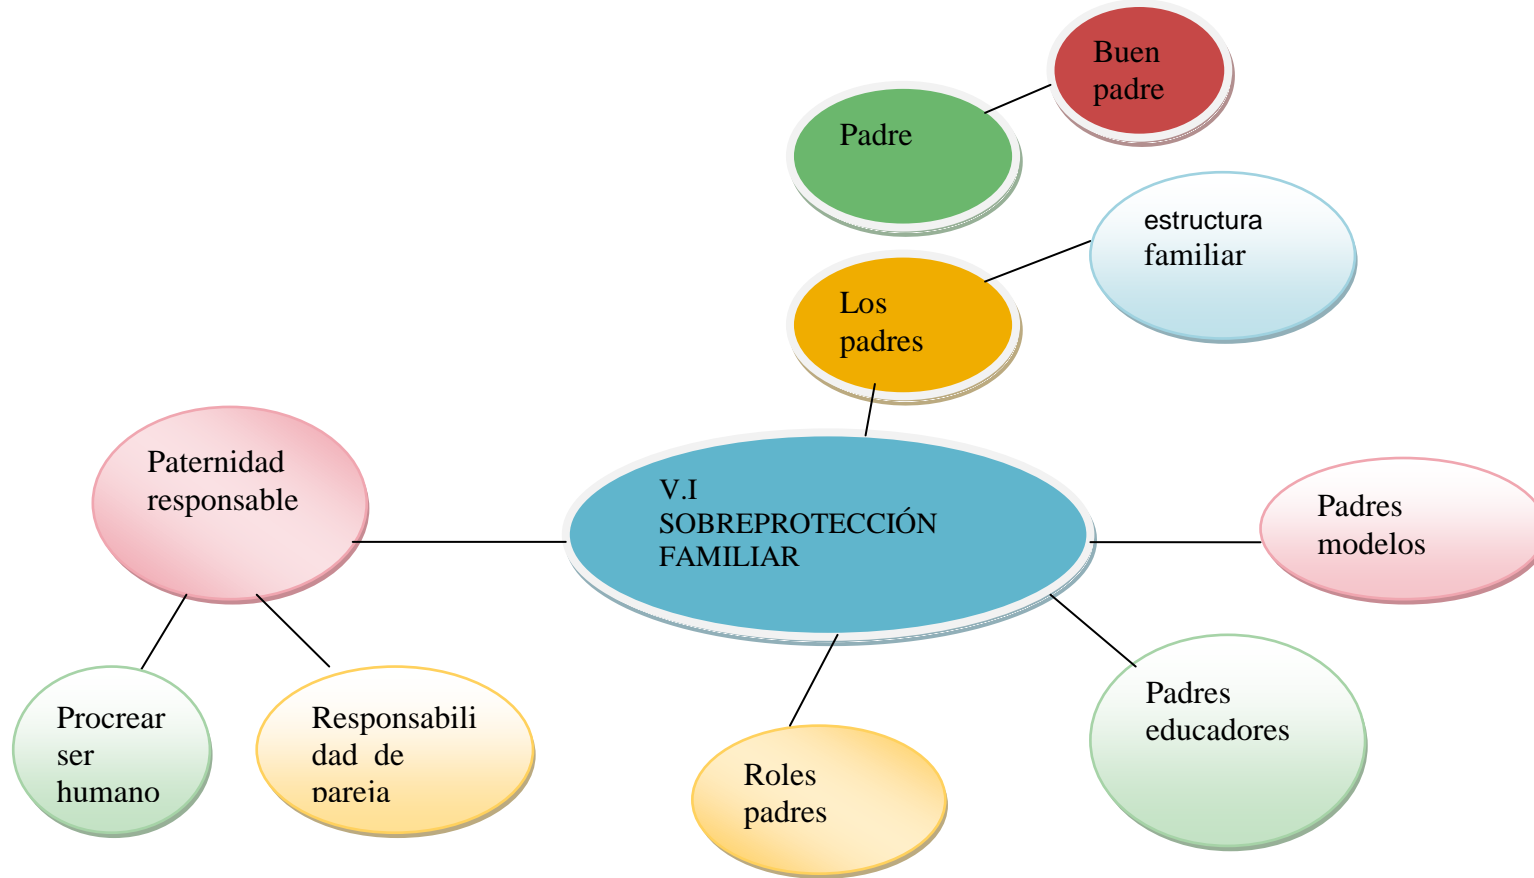 Buen
padre
Padre
estructura
familiar
Los
padres
Paternidad
responsable
V.I
SOBREPROTECCIÓN
FAMILIAR
Padres
modelos
Procrear
ser
humano
Responsabili
dad de
pareja
Padres
educadores
Roles
padres